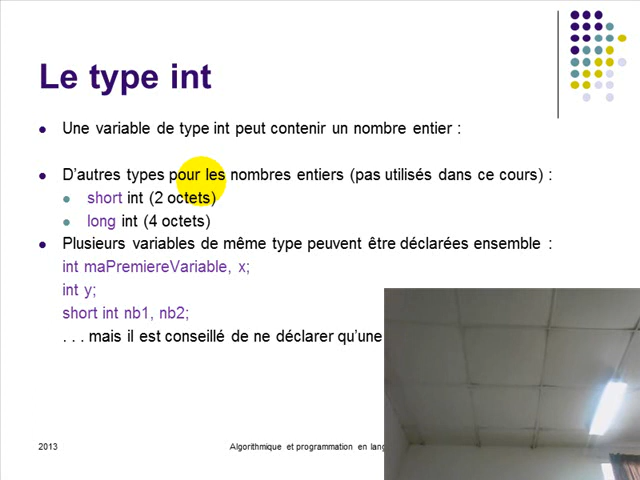 Le type int
Une variable de type int peut contenir un nombre entier :
D’autres types pour les nombres entiers (pas utilisés dans ce cours) :
short int (2 octets)
long int (4 octets)
Plusieurs variables de même type peuvent être déclarées ensemble :
int maPremiereVariable, x;
int y;
short int nb1, nb2;
. . . mais il est conseillé de ne déclarer qu’une
2013
Algorithmique et programmation en